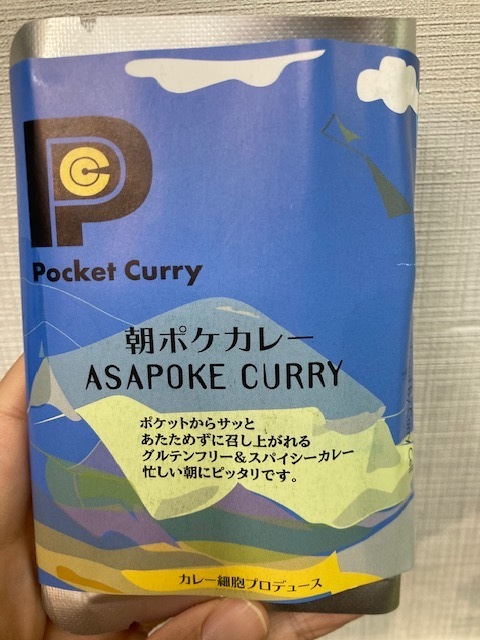 PC
Pocket Curry
朝ポケカレー
ASAPOKE CURRY
ポケットからサッと
あたためずに召し上がれる
グルテンフリー&スパイシーカレー
忙しい朝にピッタリです。
カレー細胞プロデュース